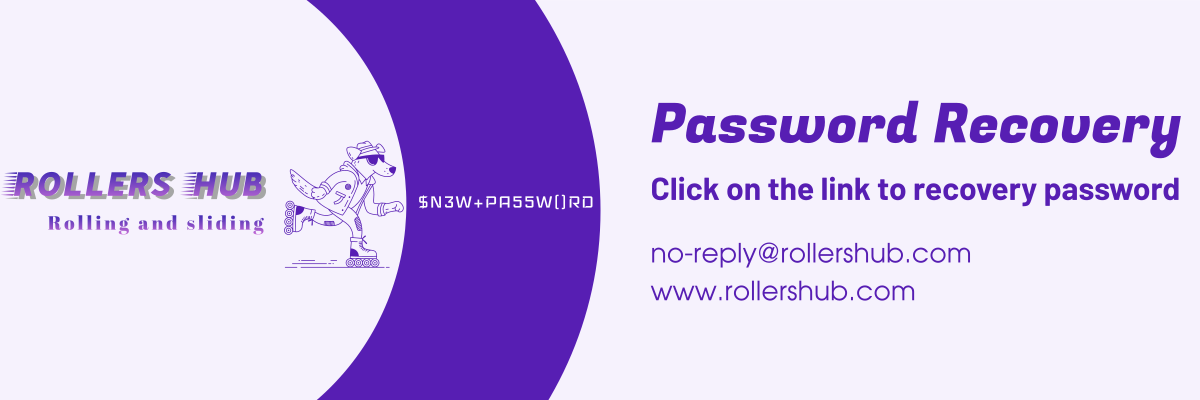 ROLLERS HUB
Rolling and sliding
$N3W+PA55W()RD
Password Recovery
Click on the link to recovery password
no-reply@rollershub.com
www.rollershub.com